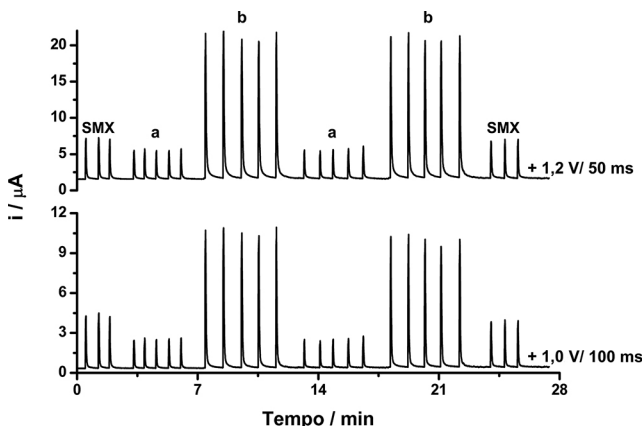 b b
20
15
SMX a a SMX
10
5
+ 1,2 V/ 50 ms
0
i / µA
12
9
6
3
+ 1,0 V/ 100 ms
0
0 7 14 21 28
Tempo / min